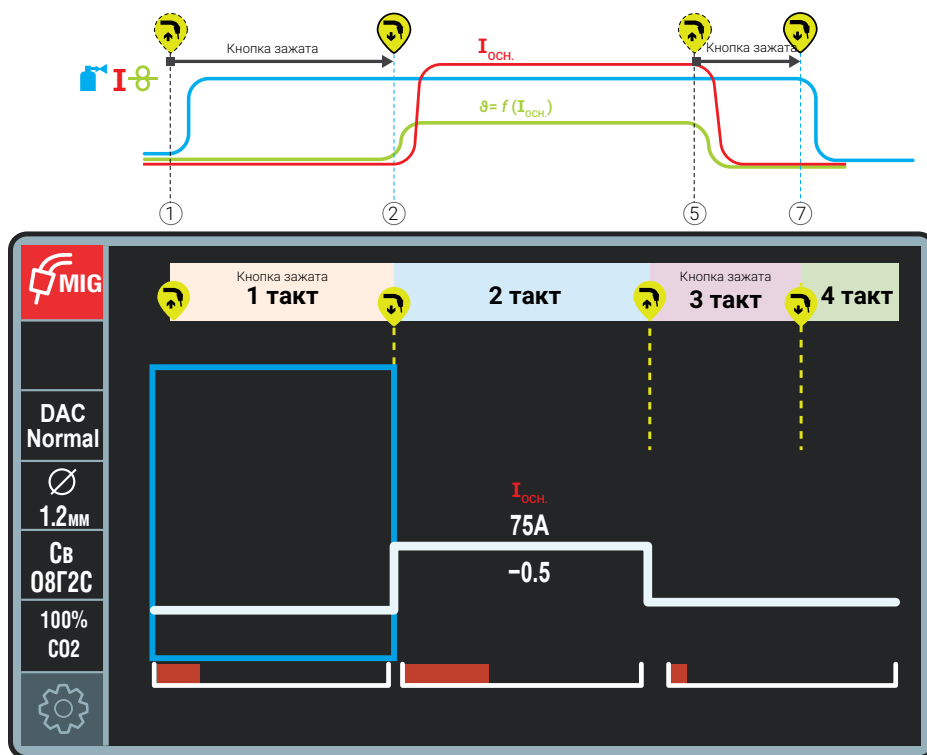 Кнопка зажата
Кнопка зажата
Iосн.
I
ϑ= f (Iосн.)
1
2
5
7
MIG
Кнопка зажата
1 такт
2 такт
Кнопка зажата
3 такт
4 такт
DAC
Normal
1.2мм
Св
08Г2С
100%
CO2
Iосн.
75A
−0.5